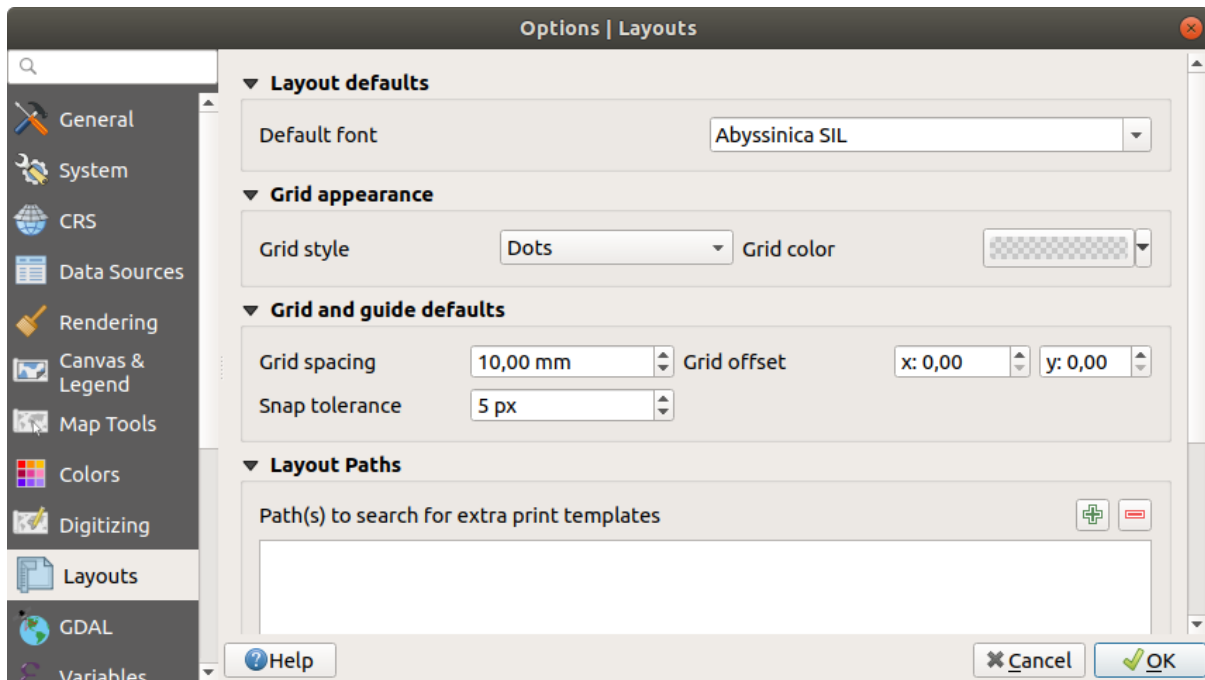 Options | Layouts
General
System
CRS
Data Sources
Rendering
Canvas &
Legend
Map Tools
Colors
Digitizing
Layouts
GDAL
Variables
Layout defaults
Default font
Abyssinica SIL
Grid appearance
Grid style
Dots
Grid color
Grid and guide defaults
Grid spacing
10,00 mm
Grid offset
x: 0,00
y: 0,00
Snap tolerance
5 px
Layout Paths
Path(s) to search for extra print templates
Help
Cancel
OK